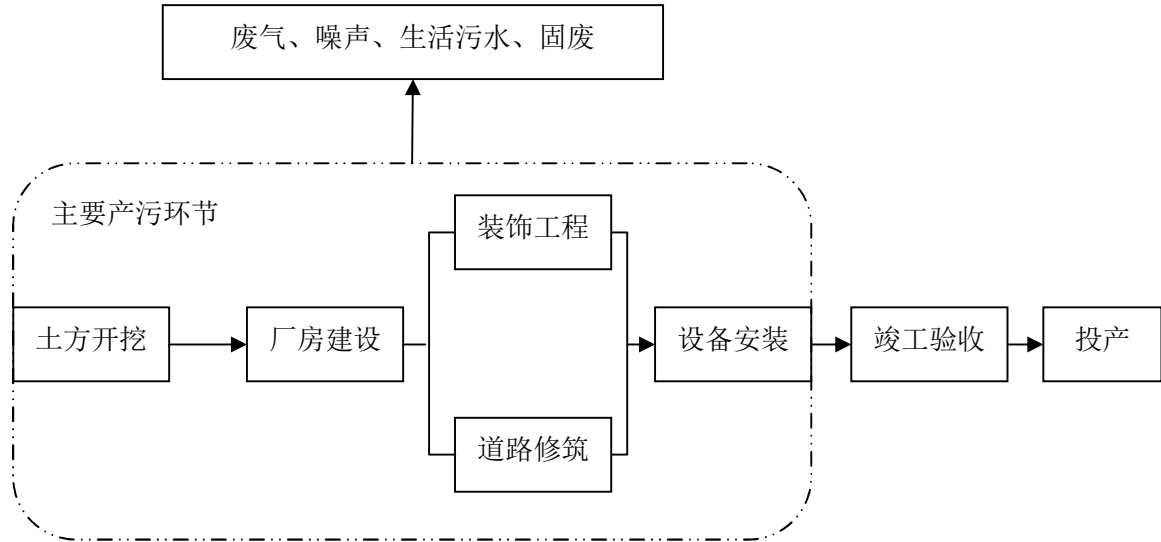 废气、噪声、生活污水、固废
主要产污环节
装饰工程
土方开挖
厂房建设
设备安装
竣工验收
投产
道路修筑